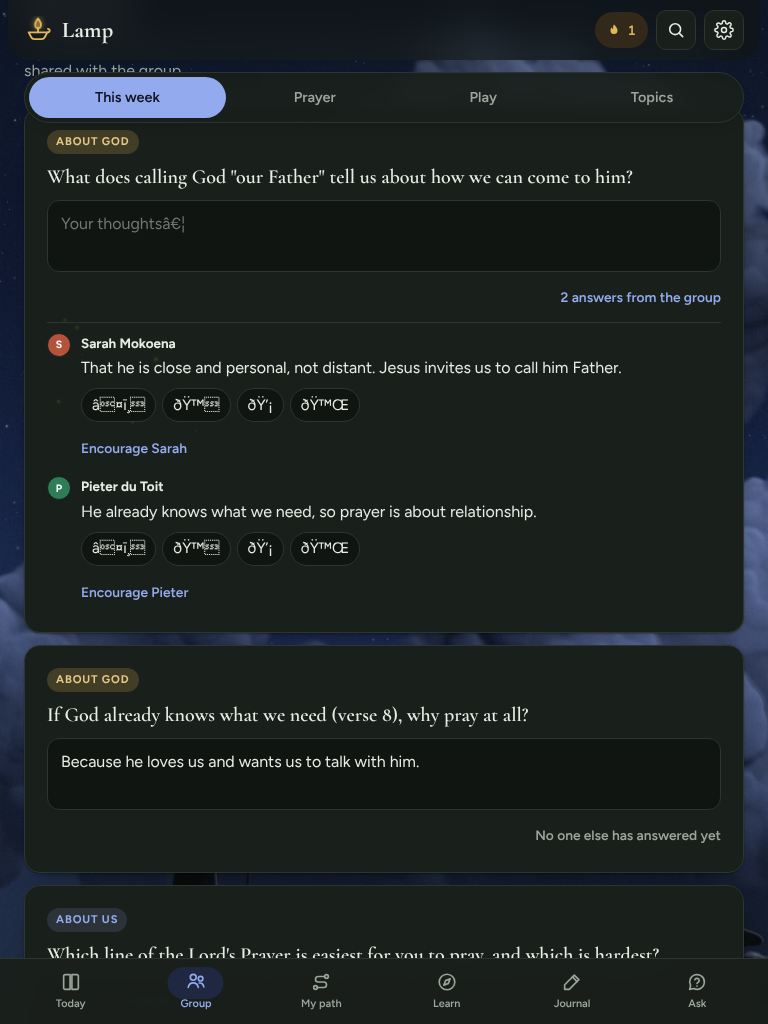 Lamp
1
shared with the group
This week
Prayer
Play
Topics
ABOUT GOD
What does calling God "our Father" tell us about how we can come to him?
Your thoughtsâ€¦
2 answers from the group
S
Sarah Mokoena
That he is close and personal, not distant. Jesus invites us to call him Father.
Encourage Sarah
P
Pieter du Toit
He already knows what we need, so prayer is about relationship.
Encourage Pieter
ABOUT GOD
If God already knows what we need (verse 8), why pray at all?
Because he loves us and wants us to talk with him.
No one else has answered yet
ABOUT US
Which line of the Lord's Prayer is easiest for you to pray, and which is hardest?
Today
Group
My path
Learn
Journal
Ask